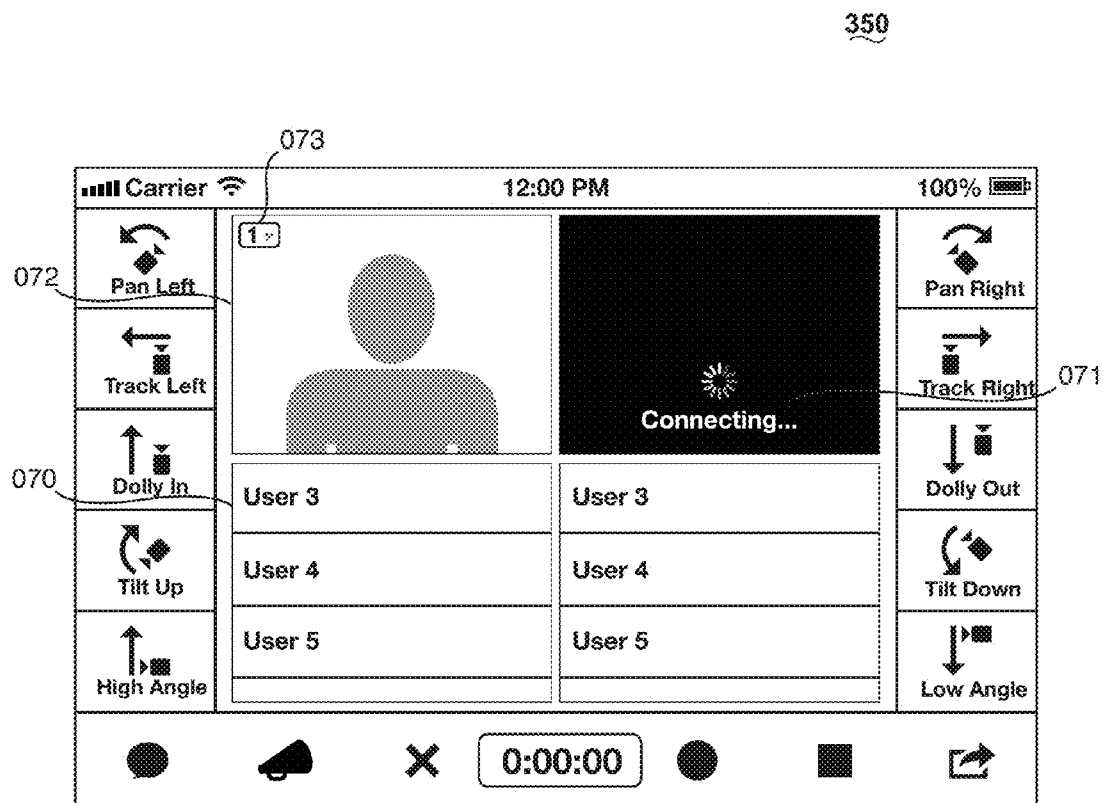 350
073
Carrier 12:00 PM 100%
1
Pan Left
Pan Right
072
Track Left
Track Right
071
Connecting...
Dolly In
Dolly Out
070
User 3
User 3
Tilt Up
Tilt Down
User 4
User 4
High Angle
Low Angle
User 5
User 5
0:00:00